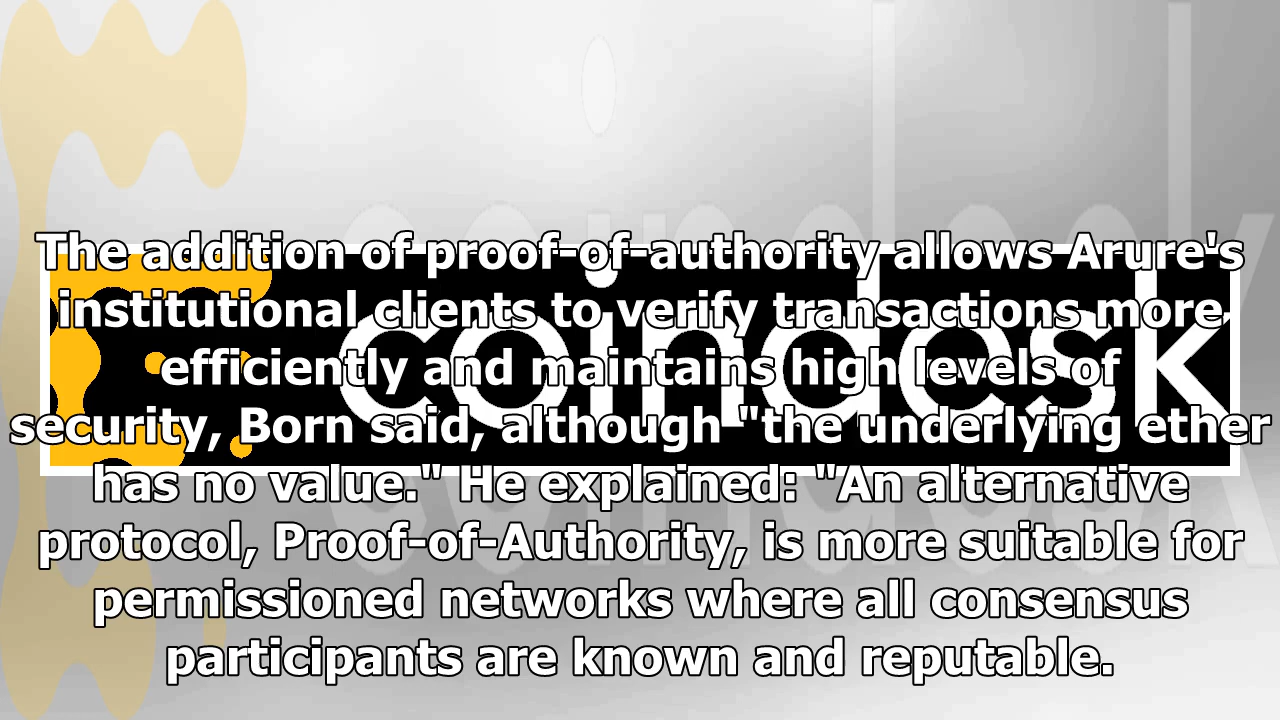 coindesk
The addition of proof-of-authority allows Arure's
institutional clients to verify transactions more
efficiently and maintains high levels of
security, Born said, although "the underlying ether
has no value." He explained: "An alternative
protocol, Proof-of-Authority, is more suitable for
permissioned networks where all consensus
participants are known and reputable.